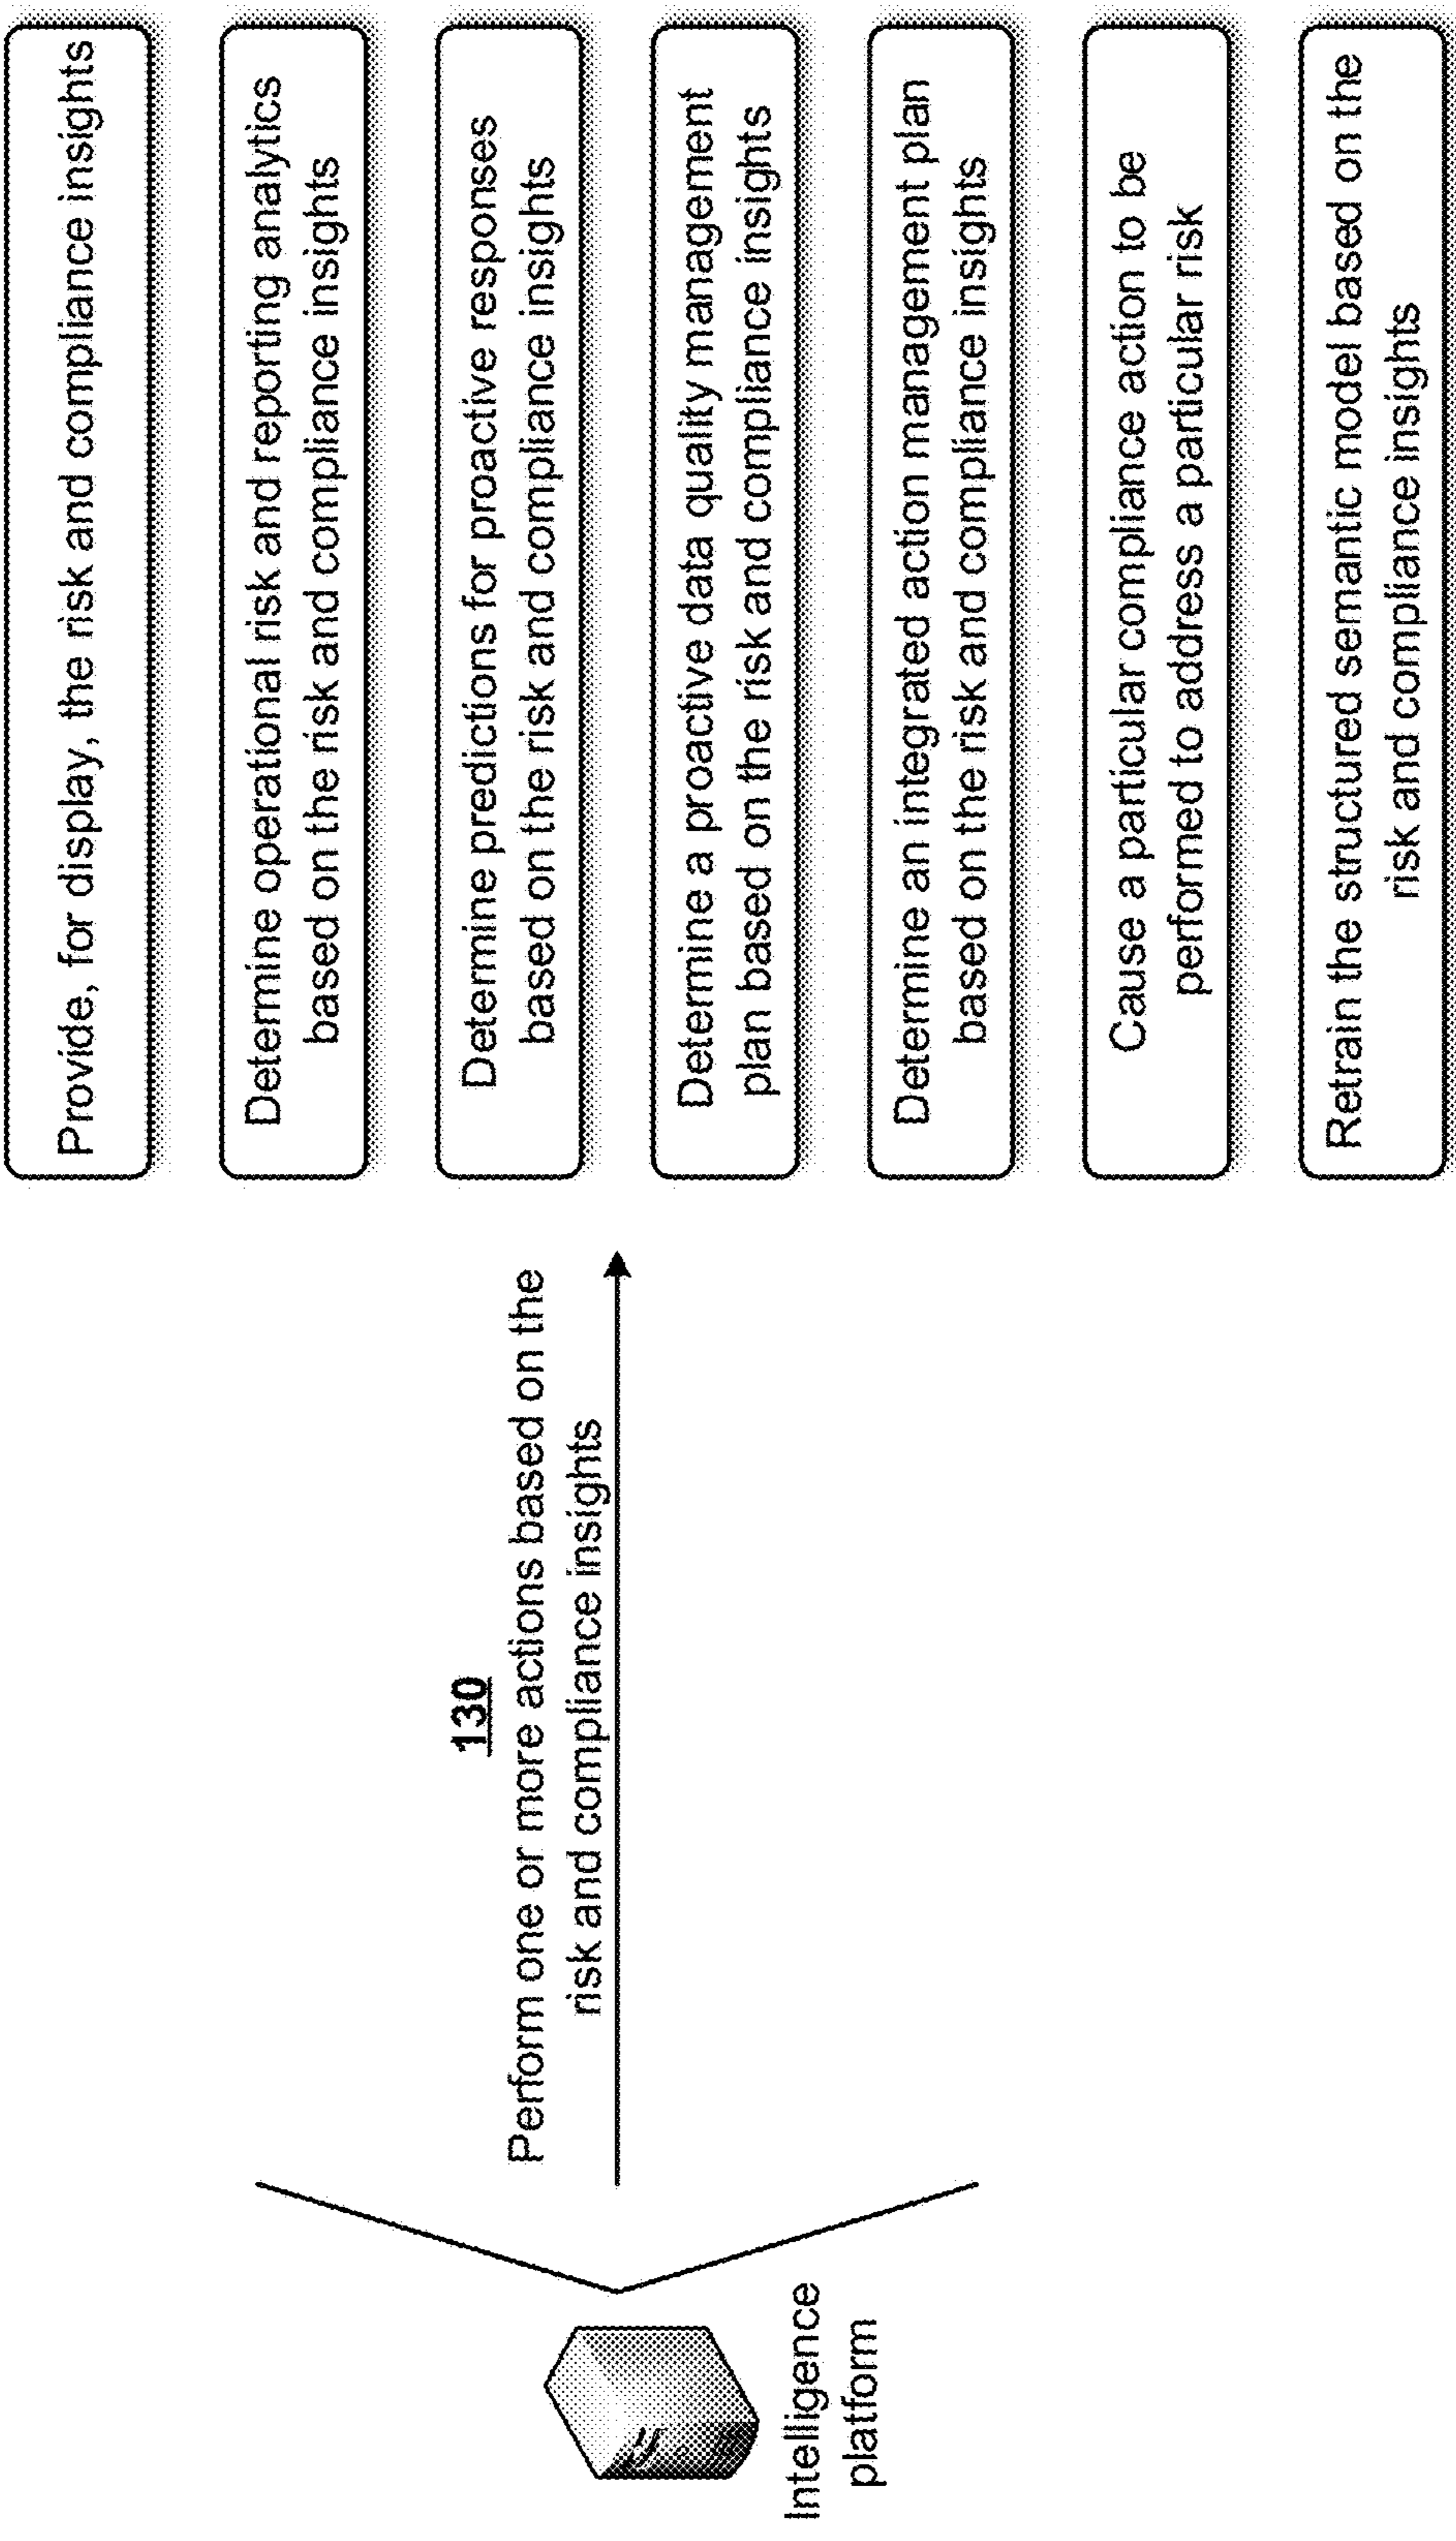 Intelligence
platform
130
Perform one or more actions based on the
risk and compliance insights
Provide, for display, the risk and compliance insights
Determine operational risk and reporting analytics
based on the risk and compliance insights
Determine predictions for proactive responses
based on the risk and compliance insights
Determine a proactive data quality management
plan based on the risk and compliance insights
Determine an integrated action management plan
based on the risk and compliance insights
Cause a particular compliance action to be
performed to address a particular risk
Retrain the structured semantic model based on the
risk and compliance insights